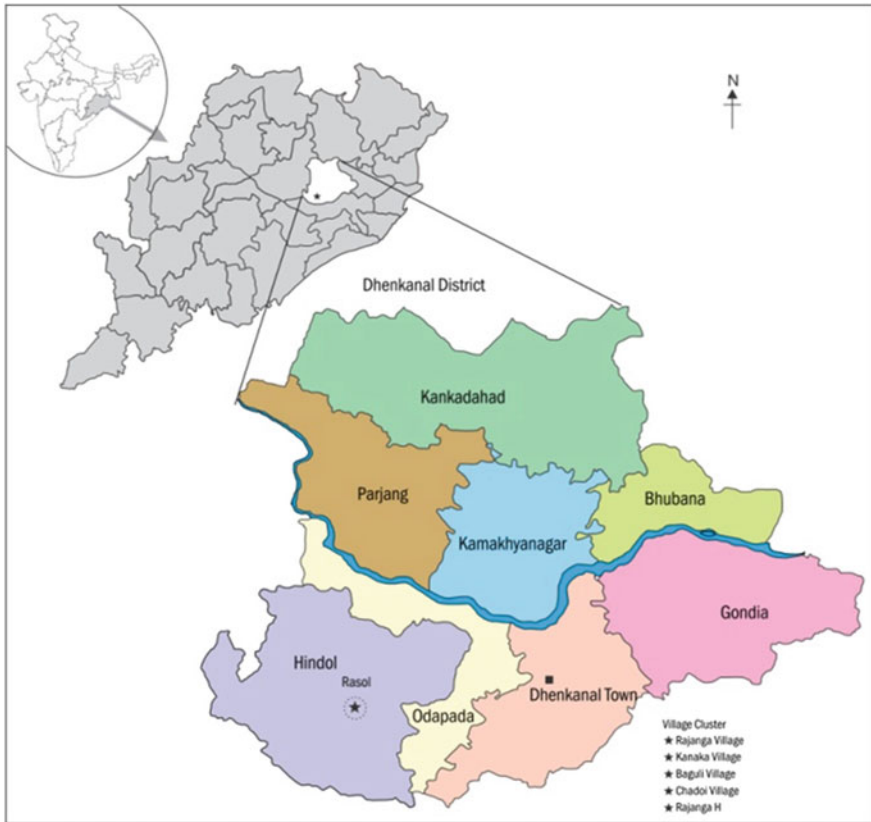 N
Dhenkanal District
Kankadahad
Parjang
Bhubana
Kamakhyanagar
Gondia
Hindol
Rasol
Dhenkanal Town
Odapada
Village Cluster
★ Rajanga Village
★ Kanaka Village
★ Baguli Village
★ Chadoi Village
★ Rajanga H